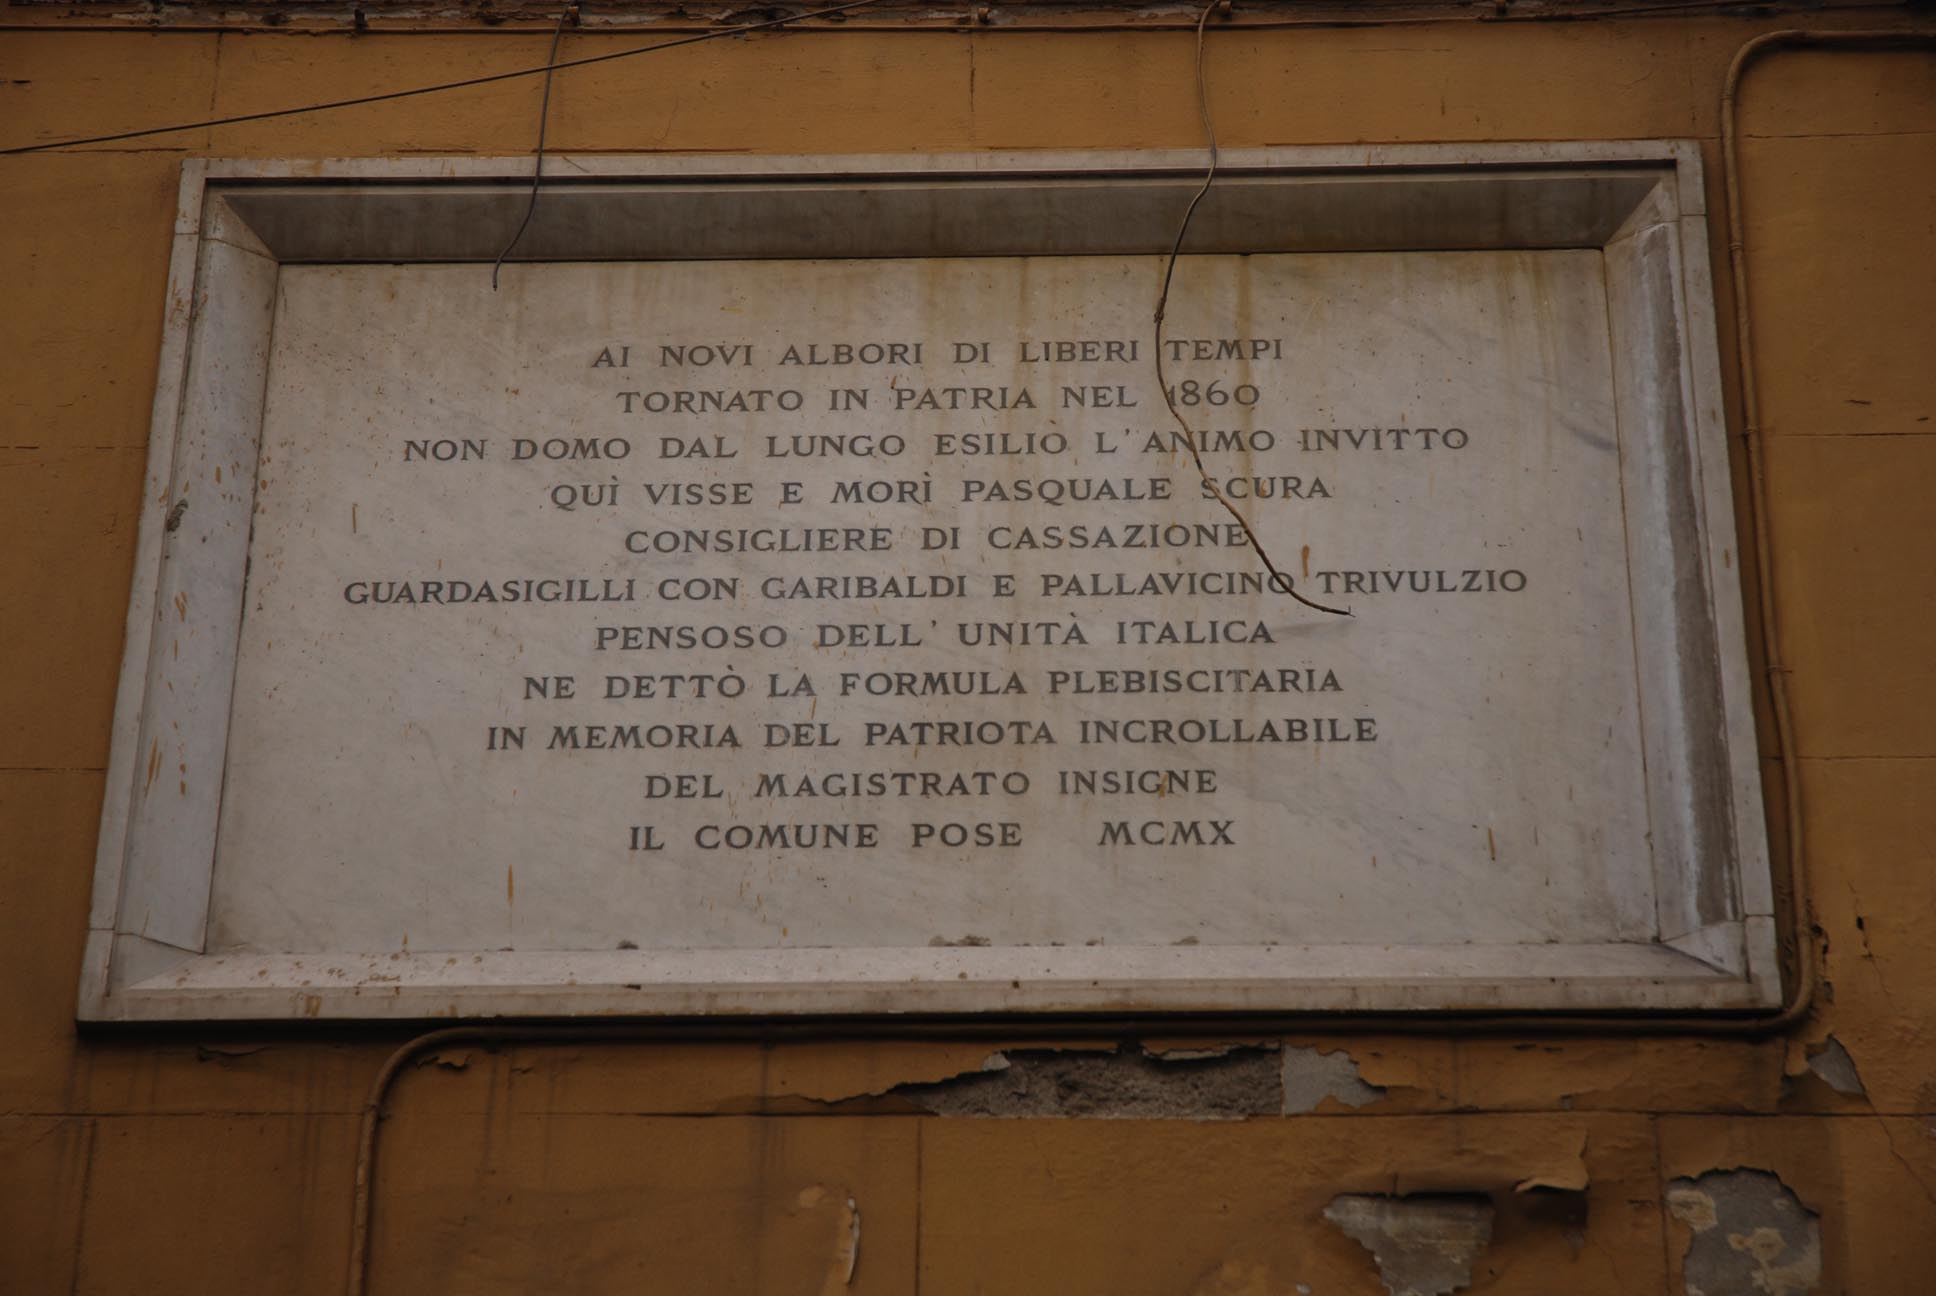 AI NOVI ALBORI DI LIBERI TEMPI
TORNATO IN PATRIA NEL 1860
NON DOMO DAL LUNGO ESILIO L'ANIMO INVITTO
QUÌ VISSE E MORÌ PASQUALE SCURA
CONSIGLIERE DI CASSAZIONE
GUARDASIGILLI CON GARIBALDI E PALLAVICINO TRIVULZIO
PENSOSO DELL'UNITÀ ITALICA
NE DETTÒ LA FORMULA PLEBISCITARIA
IN MEMORIA DEL PATRIOTA INCROLLABILE
DEL MAGISTRATO INSIGNE
IL COMUNE POSE MCMX